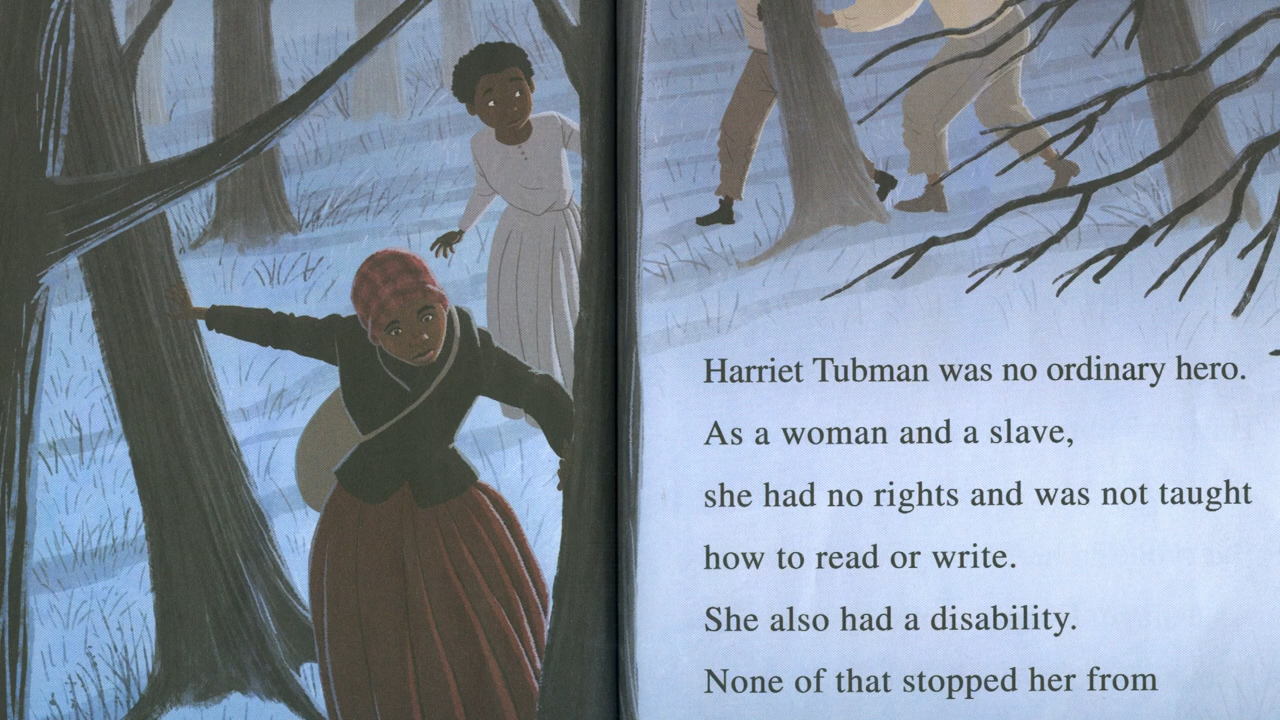 Harriet Tubman was no ordinary hero.
As a woman and a slave,
she had no rights and was not taught
how to read or write.
She also had a disability.
None of that stopped her from